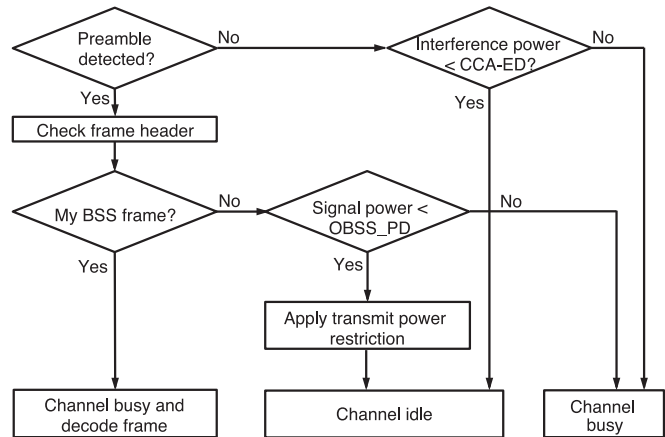 Preamble
detected?
No
Interference power
< CCA-ED?
No
Yes
Yes
Check frame header
My BSS frame?
No
Signal power <
OBSS_PD
No
Yes
Yes
Apply transmit power
restriction
Channel busy and
decode frame
Channel idle
Channel
busy